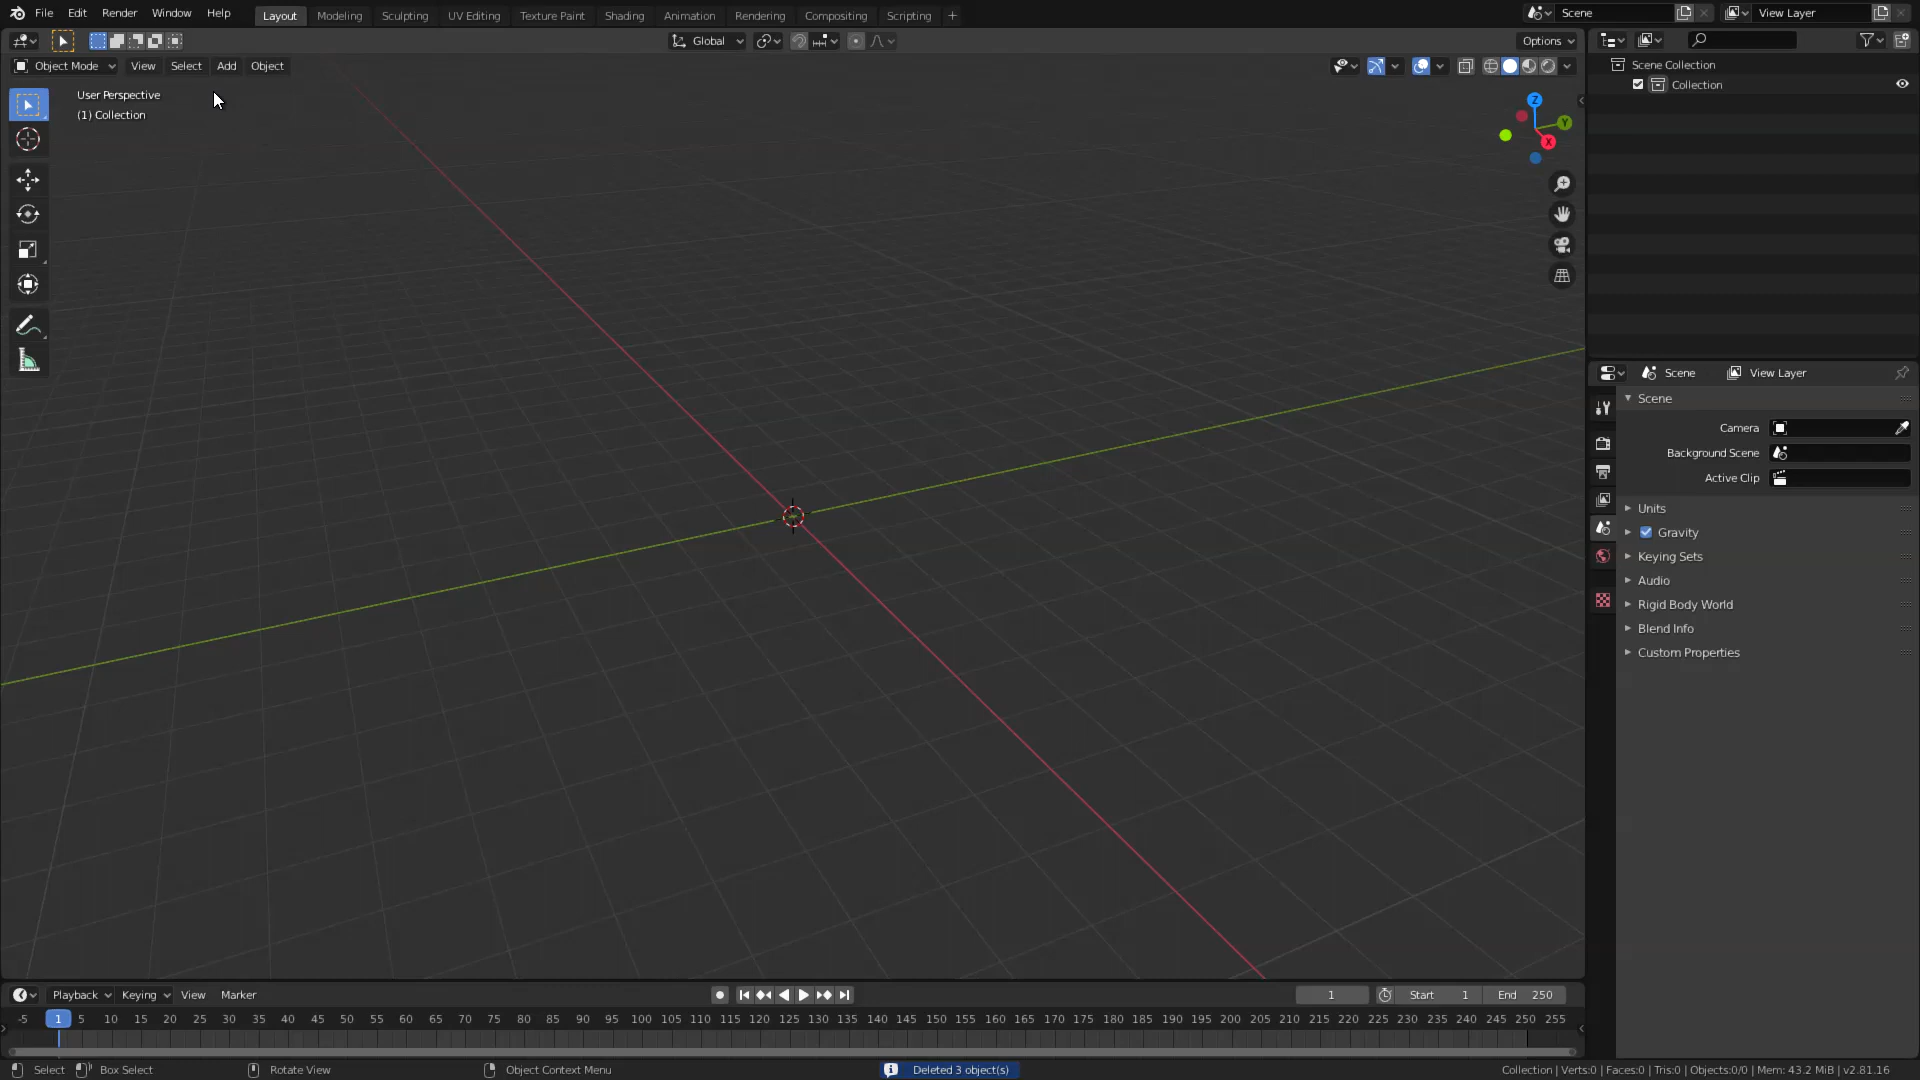 File Edit Render Window Help Layout Modeling Sculpting UV Editing Texture Paint Shading Animation Rendering Compositing Scripting + Scene View Layer
Global Options
Object Mode View Select Add Object
User Perspective
(1) Collection
Z
Y
X
Scene Collection
Collection
Scene View Layer
Scene
Camera
Background Scene
Active Clip
Units
Gravity
Keying Sets
Audio
Rigid Body World
Blend Info
Custom Properties
Playback Keying View Marker 1 Start 1 End 250
-5 1 5 10 15 20 25 30 35 40 45 50 55 60 65 70 75 80 85 90 95 100 105 110 115 120 125 130 135 140 145 150 155 160 165 170 175 180 185 190 195 200 205 210 215 220 225 230 235 240 245 250 255
Select Box Select Rotate View Object Context Menu Deleted 3 object(s) Collection | Verts:0 | Faces:0 | Tris:0 | Objects:0/0 | Mem: 43.2 MiB | v2.81.16